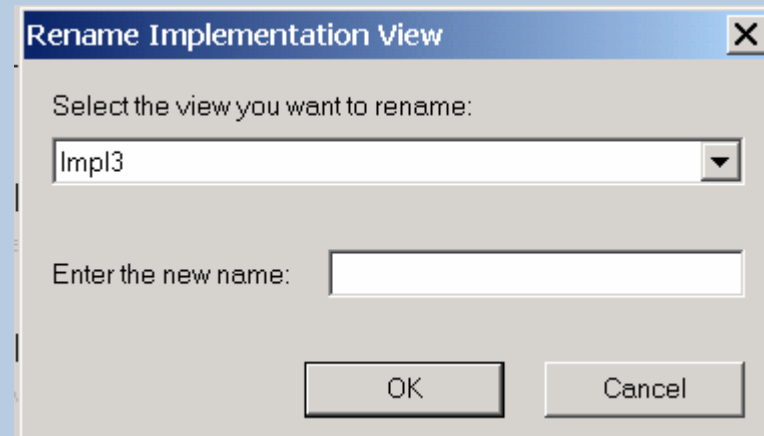 Rename Implementation View
Select the view you want to rename:
Impl3
Enter the new name:
OK Cancel